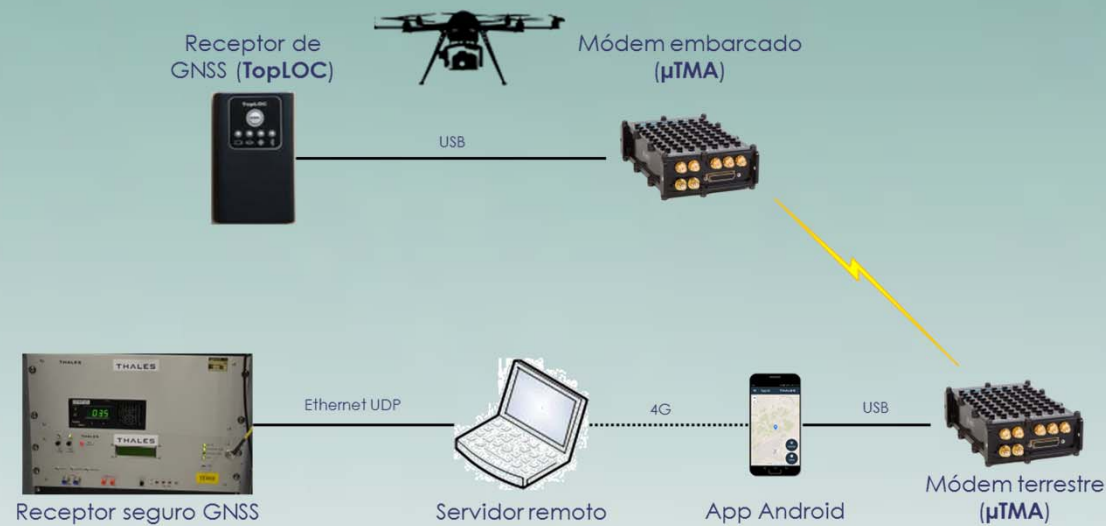 Receptor de
GNSS (TopLOC)
Módem embarcado
(µTMA)
TopLOC
USB
THALES
THALES
035
THALES
Ethernet UDP
4G
USB
Receptor seguro GNSS
Servidor remoto
App Android
Módem terrestre
(µTMA)